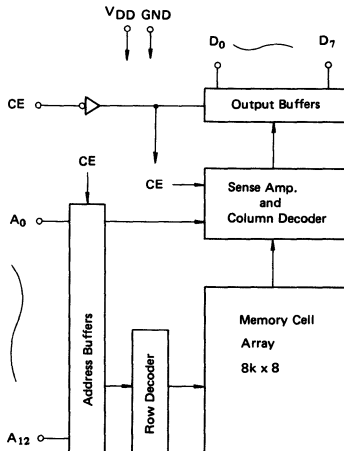 VDD GND
D0 D7
CE
Output Buffers
CE
CE
Sense Amp.
and
Column Decoder
A0
Address Buffers
Row Decoder
Memory Cell
Array
8k x 8
A12